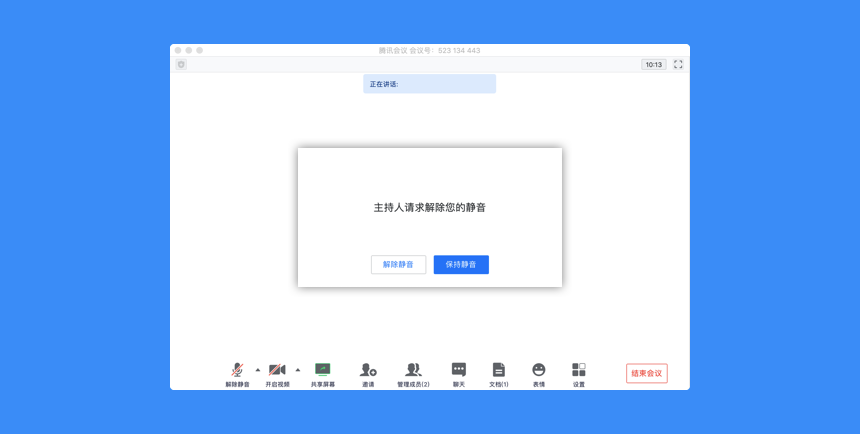 腾讯会议 会议号: 523 134 443
10:13
正在讲话:
主持人请求解除您的静音
解除静音
保持静音
解除静音
开启视频
共享屏幕
邀请
管理成员(2)
聊天
文档(1)
表情
设置
结束会议